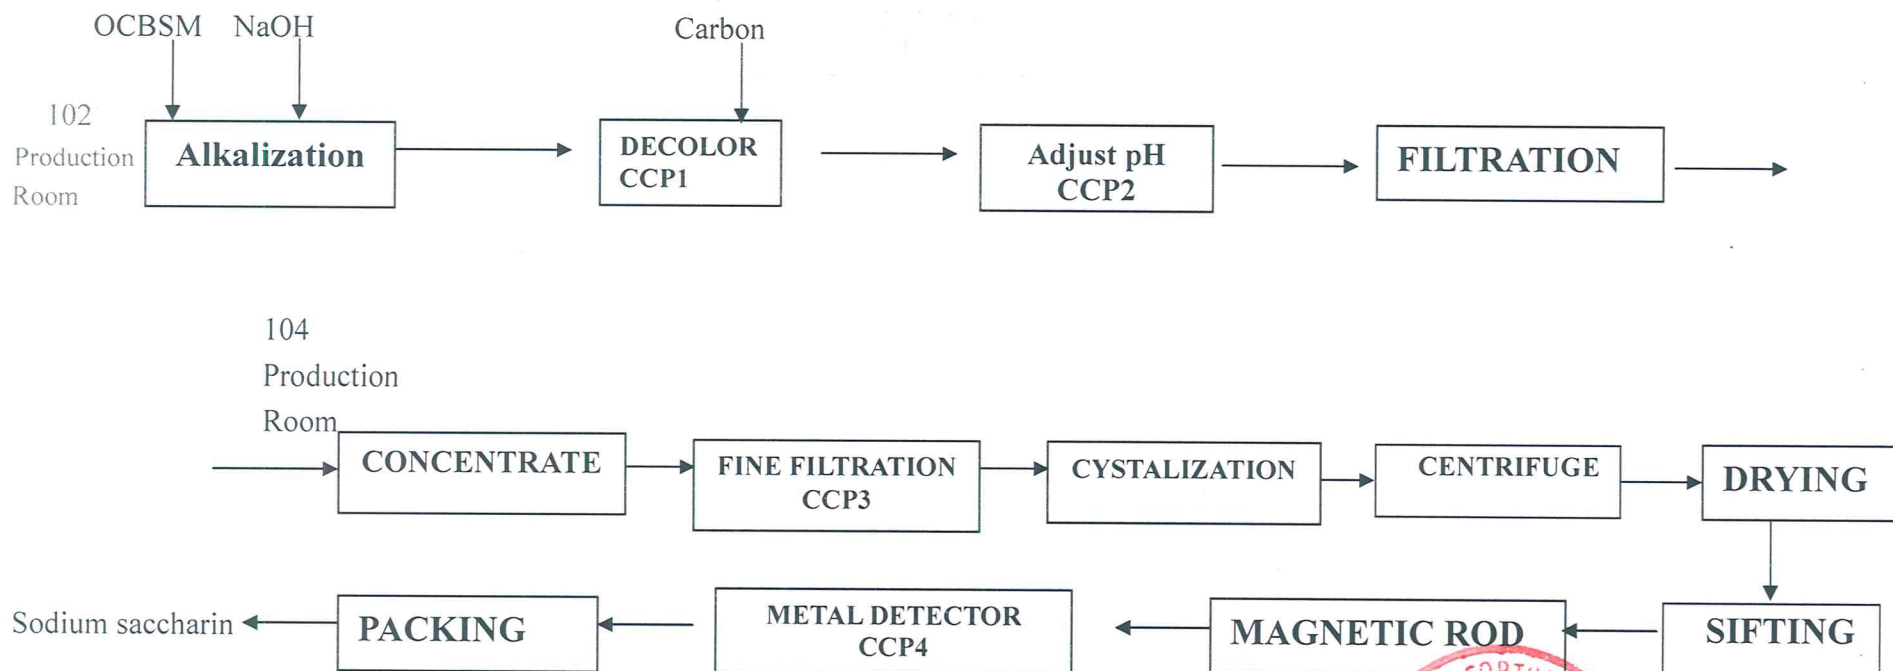 OCBSM NaOH
Carbon
102
Production
Room
Alkalization
DECOLOR
CCP1
Adjust pH
CCP2
FILTRATION
104
Production
Room
CONCENTRATE
FINE FILTRATION
CCP3
CYSTALIZATION
CENTRIFUGE
DRYING
Sodium saccharin
PACKING
METAL DETECTOR
CCP4
MAGNETIC ROD
SIFTING